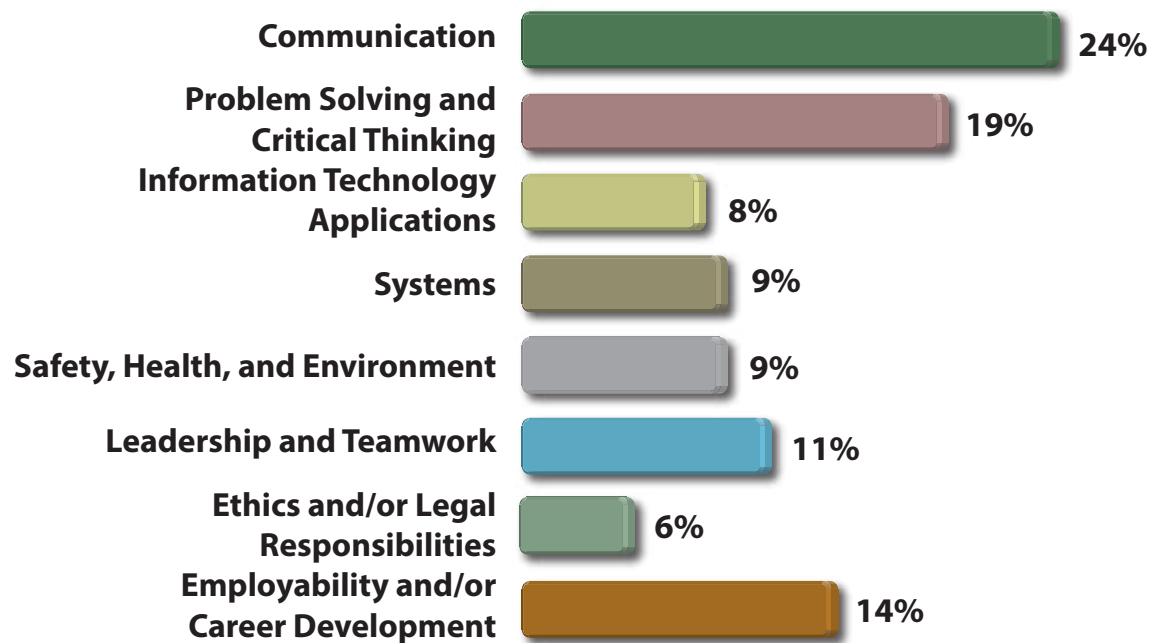 Communication
24%
Problem Solving and
Critical Thinking
19%
Information Technology
Applications
8%
Systems
9%
Safety, Health, and Environment
9%
Leadership and Teamwork
11%
Ethics and/or Legal
Responsibilities
6%
Employability and/or
Career Development
14%